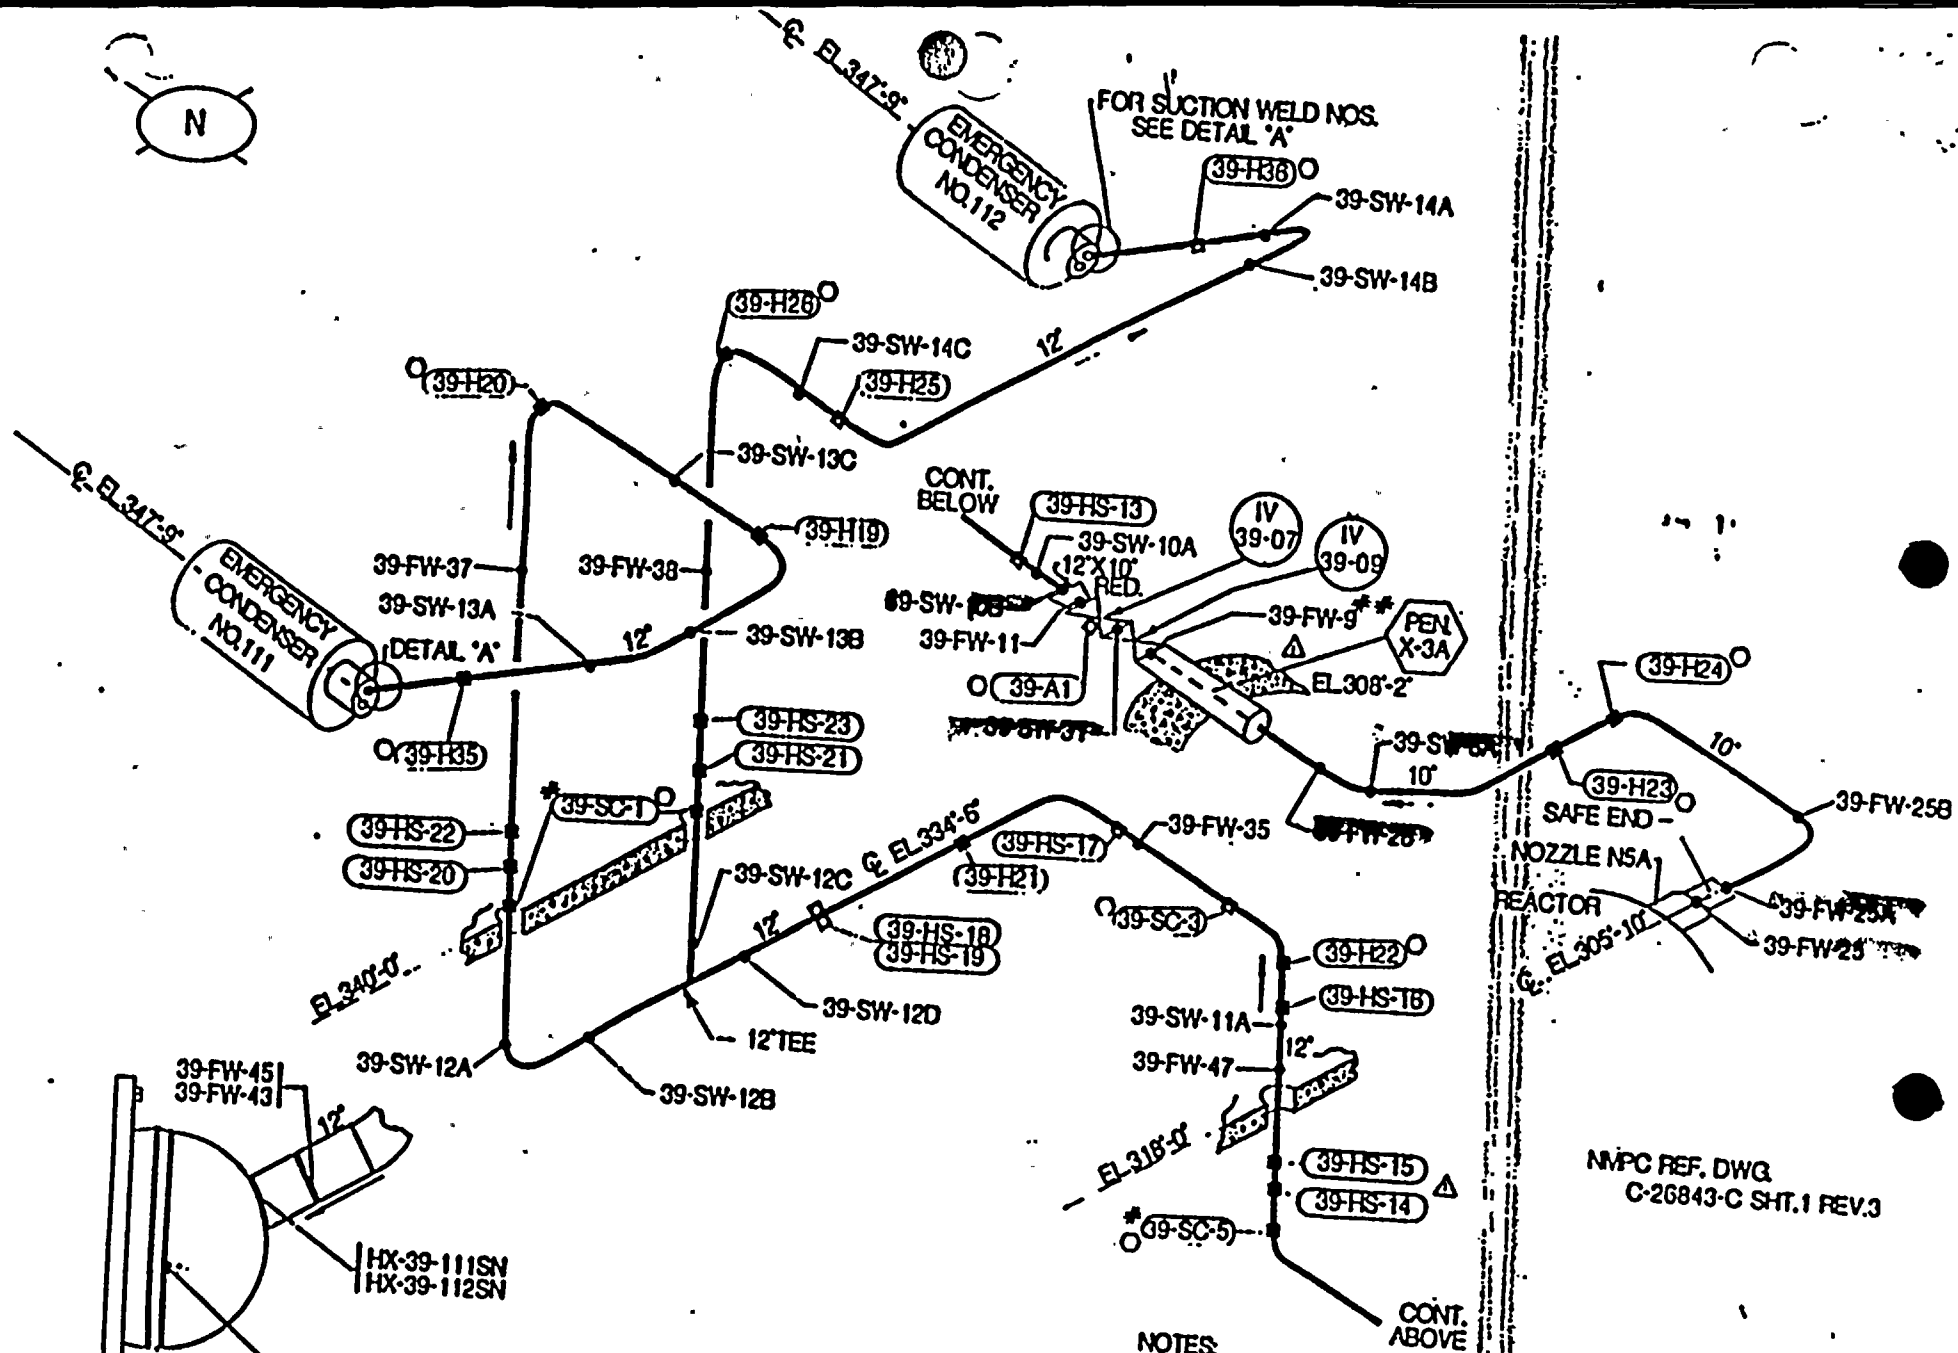 N
℄ EL.347'-9"
EMERGENCY
CONDENSER
NO.112
FOR SUCTION WELD NOS.
SEE DETAIL "A"
39-H36
39-SW-14A
39-SW-14B
12"
39-H26
39-SW-14C
39-H25
39-H20
39-SW-13C
39-H19
℄ EL.347'-9"
EMERGENCY
CONDENSER
NO.111
DETAIL "A"
39-FW-37
39-FW-38
39-SW-13A
12"
39-SW-13B
39-H35
CONT.
BELOW
39-HS-13
39-SW-10A
12"X10"
RED.
39-FW-11
39-A1
IV
39-07
IV
39-09
39-FW-9**
PEN.
X-3A
EL.308'-2"
10"
39-H24
10"
39-H23
39-FW-25B
SAFE END
NOZZLE N5A
REACTOR
39-FW-25A
39-FW-25
℄ EL.305'-10"
39-HS-23
39-HS-21
* 39-SC-1
39-HS-22
39-HS-20
EL.340'-0"
39-SW-12C
℄ EL.334'-6"
39-H21
39-HS-17
39-FW-35
12"
39-HS-18
39-HS-19
39-SC-3
39-H22
39-HS-16
39-SW-12D
12"TEE
39-SW-12A
39-SW-12B
39-SW-11A
12"
39-FW-47
EL.318'-0"
39-HS-15
39-HS-14
* 39-SC-5
CONT.
ABOVE
39-FW-45
39-FW-43
12"
HX-39-111SN
HX-39-112SN
NMPC REF. DWG.
C-26843-C SHT.1 REV.3
NOTES: